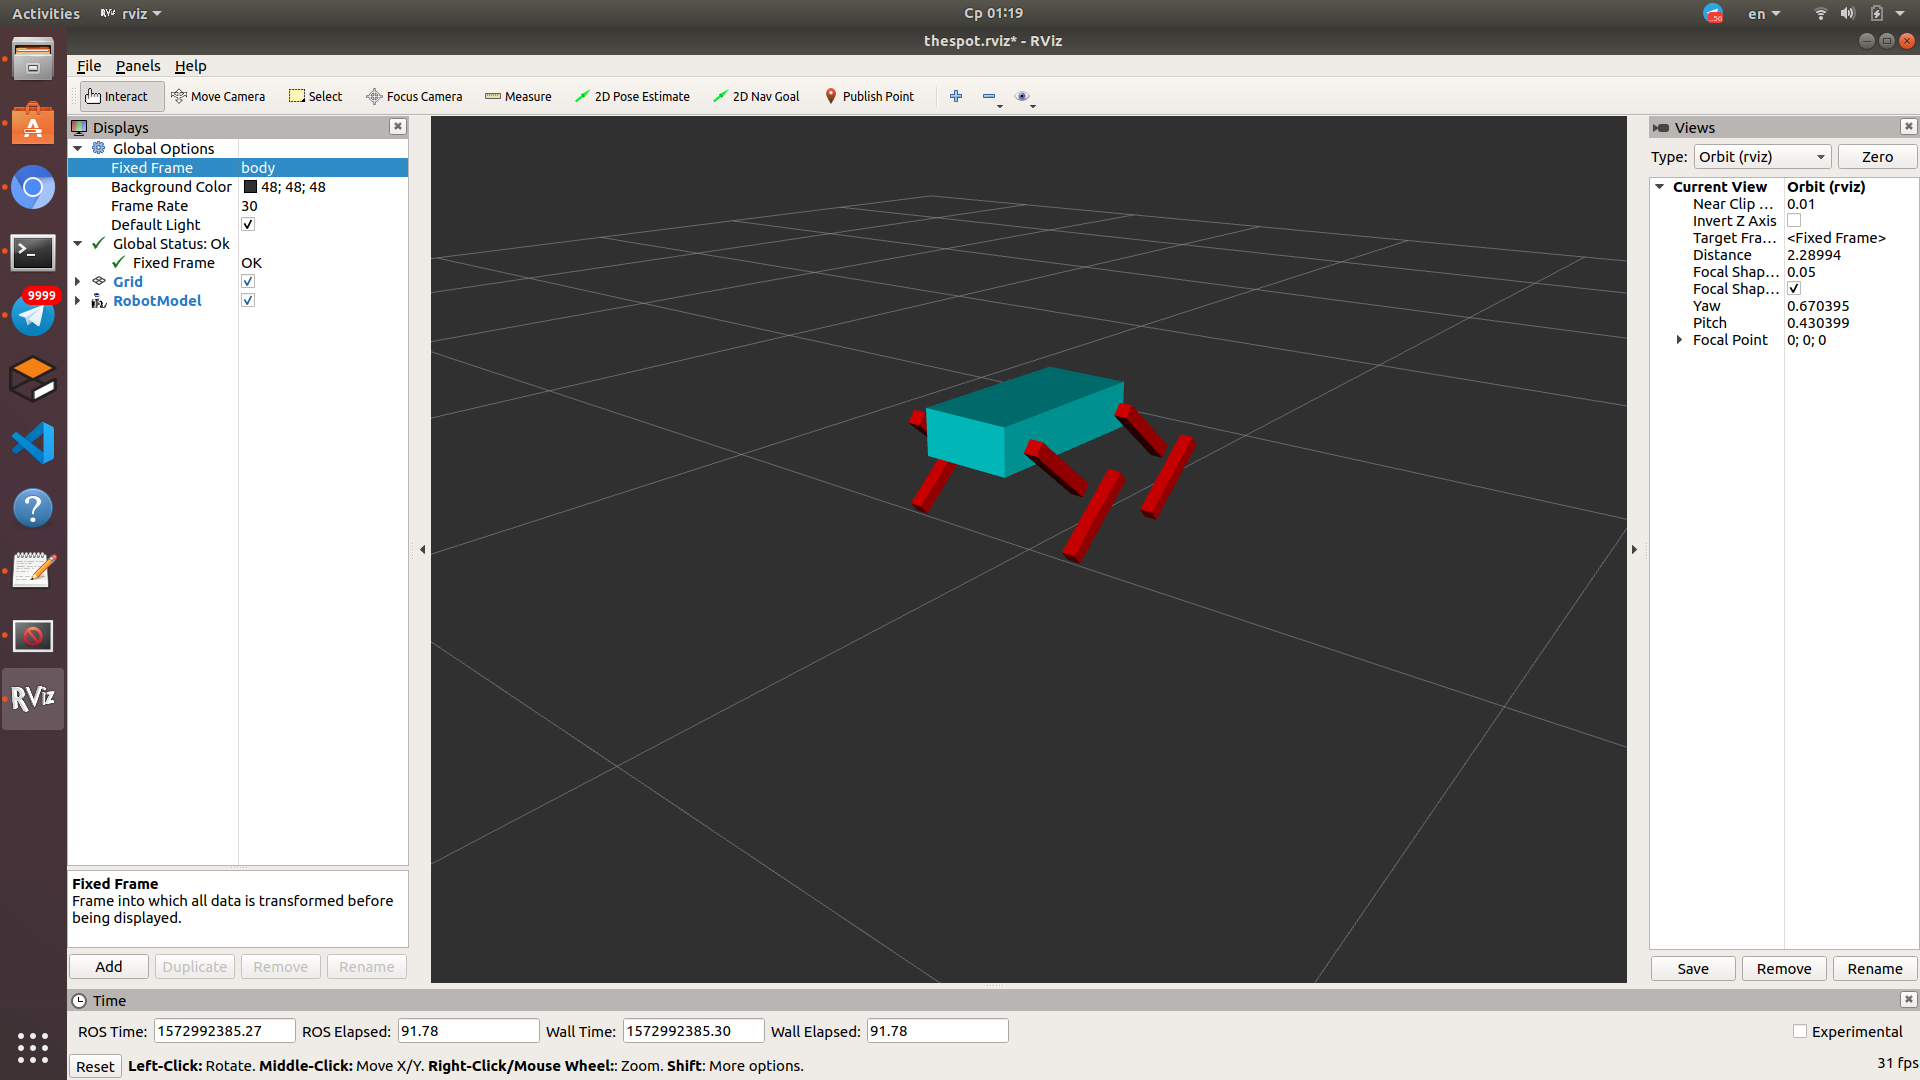 Activities rviz Ср 01:19 en
thespot.rviz* - RViz
File Panels Help
Interact Move Camera Select Focus Camera Measure 2D Pose Estimate 2D Nav Goal Publish Point
Displays
Global Options
Fixed Frame body
Background Color 48; 48; 48
Frame Rate 30
Default Light
Global Status: Ok
Fixed Frame OK
Grid
RobotModel
Fixed Frame
Frame into which all data is transformed before
being displayed.
Add Duplicate Remove Rename
Views
Type: Orbit (rviz) Zero
Current View Orbit (rviz)
Near Clip ... 0.01
Invert Z Axis
Target Fra... <Fixed Frame>
Distance 2.28994
Focal Shap... 0.05
Focal Shap...
Yaw 0.670395
Pitch 0.430399
Focal Point 0; 0; 0
Save Remove Rename
9999
RViz
Time
ROS Time: 1572992385.27 ROS Elapsed: 91.78 Wall Time: 1572992385.30 Wall Elapsed: 91.78 Experimental
Reset Left-Click: Rotate. Middle-Click: Move X/Y. Right-Click/Mouse Wheel:: Zoom. Shift: More options. 31 fps